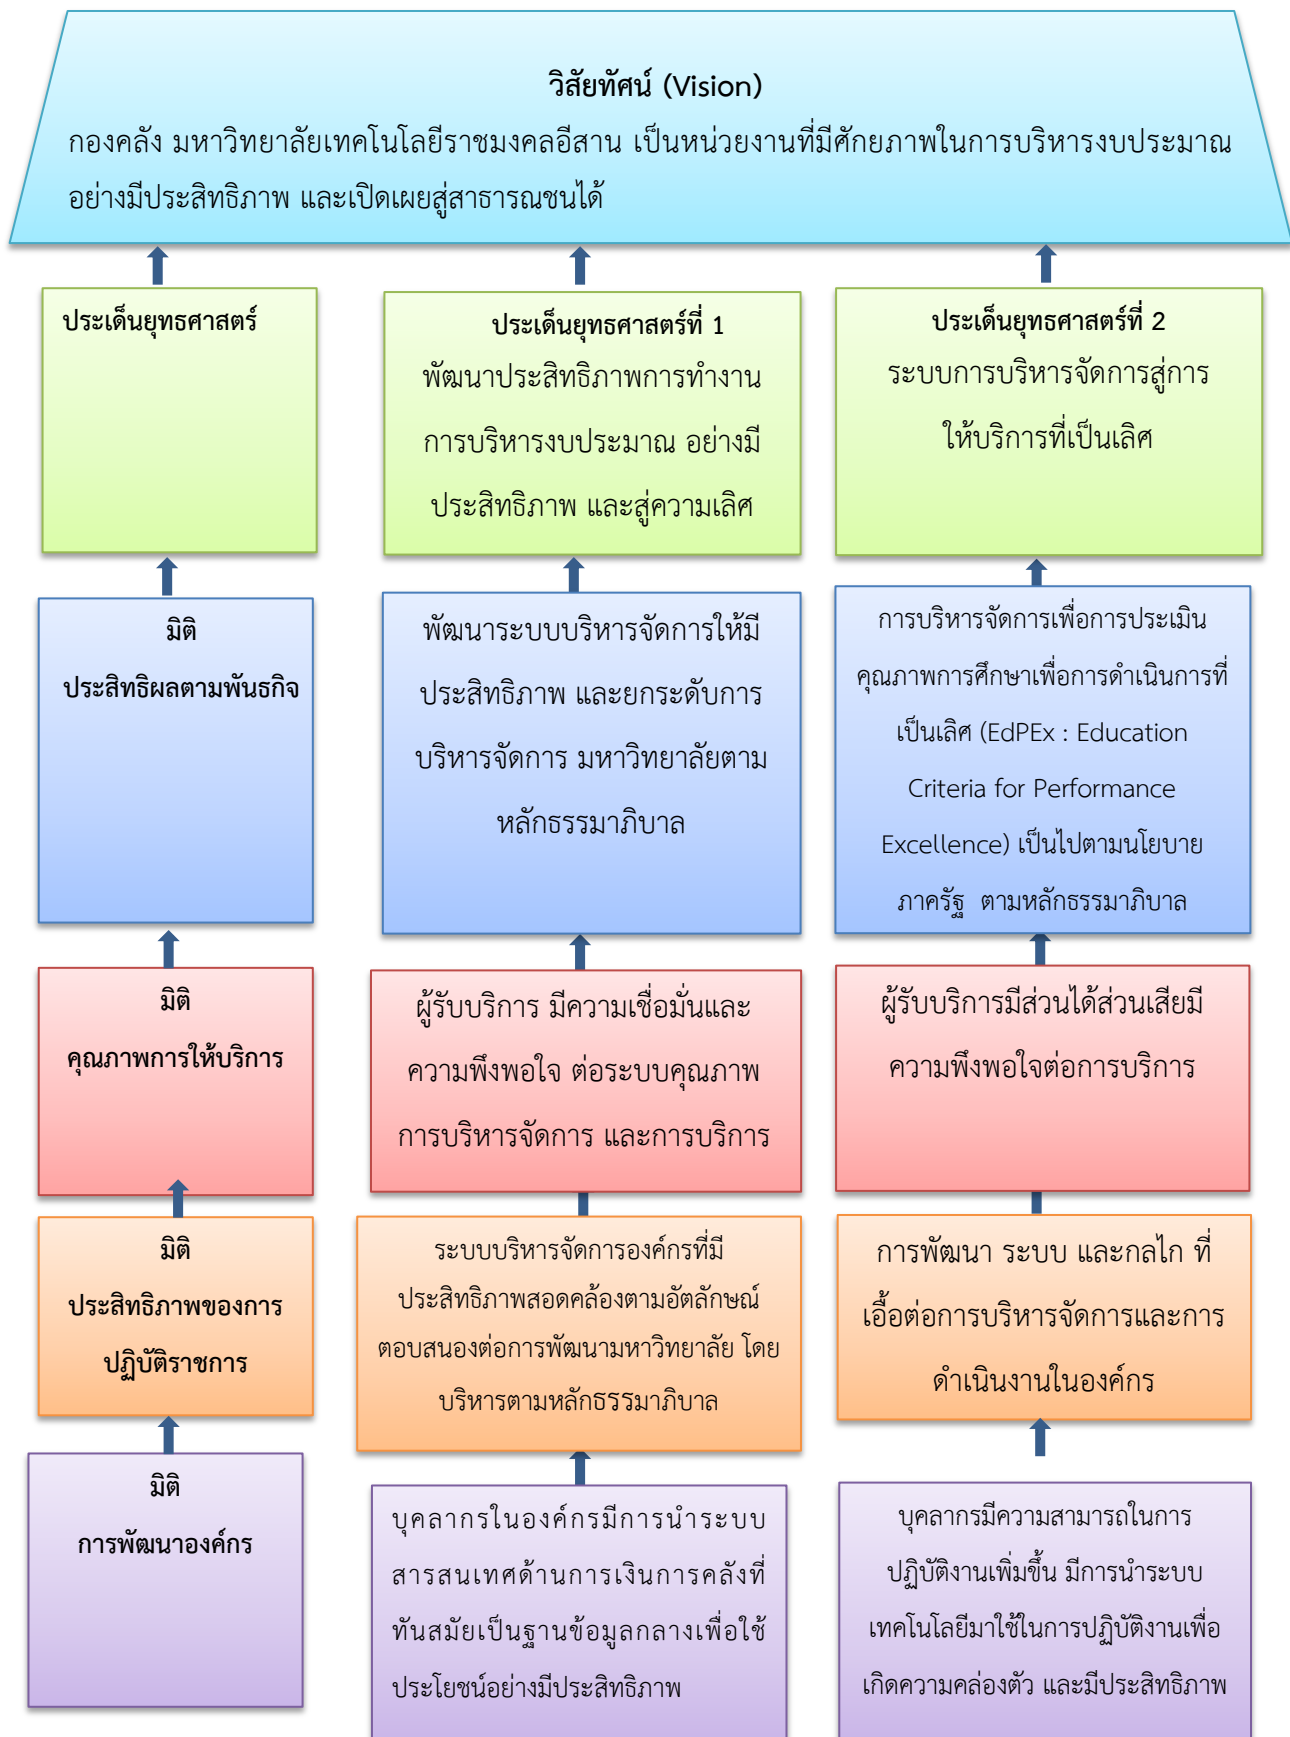 วิสัยทัศน์ (Vision)
กองคลัง มหาวิทยาลัยเทคโนโลยีราชมงคลอีสาน เป็นหน่วยงานที่มีศักยภาพในการบริหารงบประมาณ
อย่างมีประสิทธิภาพ และเปิดเผยสู่สาธารณชนได้
ประเด็นยุทธศาสตร์
ประเด็นยุทธศาสตร์ที่ 1
พัฒนาประสิทธิภาพการทำงาน
การบริหารงบประมาณ อย่างมี
ประสิทธิภาพ และสู่ความเลิศ
ประเด็นยุทธศาสตร์ที่ 2
ระบบการบริหารจัดการสู่การ
ให้บริการที่เป็นเลิศ
มิติ
ประสิทธิผลตามพันธกิจ
พัฒนาระบบบริหารจัดการให้มี
ประสิทธิภาพ และยกระดับการ
บริหารจัดการ มหาวิทยาลัยตาม
หลักธรรมาภิบาล
การบริหารจัดการเพื่อการประเมิน
คุณภาพการศึกษาเพื่อการดำเนินการที่
เป็นเลิศ (EdPEx : Education
Criteria for Performance
Excellence) เป็นไปตามนโยบาย
ภาครัฐ ตามหลักธรรมาภิบาล
มิติ
คุณภาพการให้บริการ
ผู้รับบริการ มีความเชื่อมั่นและ
ความพึงพอใจ ต่อระบบคุณภาพ
การบริหารจัดการ และการบริการ
ผู้รับบริการมีส่วนได้ส่วนเสียมี
ความพึงพอใจต่อการบริการ
มิติ
ประสิทธิภาพของการ
ปฏิบัติราชการ
ระบบบริหารจัดการองค์กรที่มี
ประสิทธิภาพสอดคล้องตามอัตลักษณ์
ตอบสนองต่อการพัฒนามหาวิทยาลัย โดย
บริหารตามหลักธรรมาภิบาล
การพัฒนา ระบบ และกลไก ที่
เอื้อต่อการบริหารจัดการและการ
ดำเนินงานในองค์กร
มิติ
การพัฒนาองค์กร
บุคลากรในองค์กรมีการนำระบบ
สารสนเทศด้านการเงินการคลังที่
ทันสมัยเป็นฐานข้อมูลกลางเพื่อใช้
ประโยชน์อย่างมีประสิทธิภาพ
บุคลากรมีความสามารถในการ
ปฏิบัติงานเพิ่มขึ้น มีการนำระบบ
เทคโนโลยีมาใช้ในการปฏิบัติงานเพื่อ
เกิดความคล่องตัว และมีประสิทธิภาพ